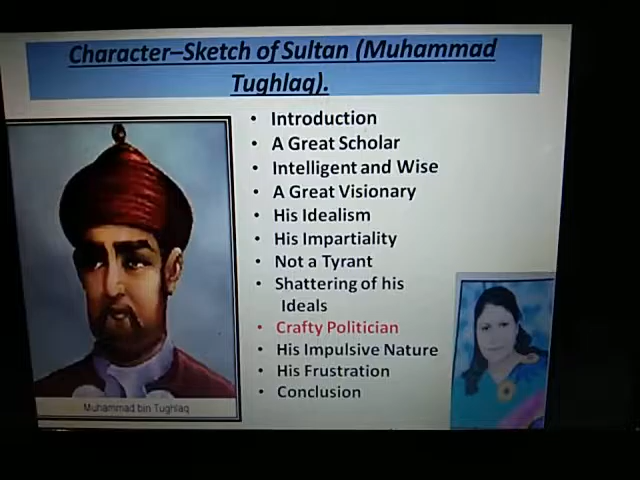 Character–Sketch of Sultan (Muhammad
Tughlaq).
• Introduction
• A Great Scholar
• Intelligent and Wise
• A Great Visionary
• His Idealism
• His Impartiality
• Not a Tyrant
• Shattering of his
Ideals
• Crafty Politician
• His Impulsive Nature
• His Frustration
• Conclusion
Muhammad bin Tughlaq